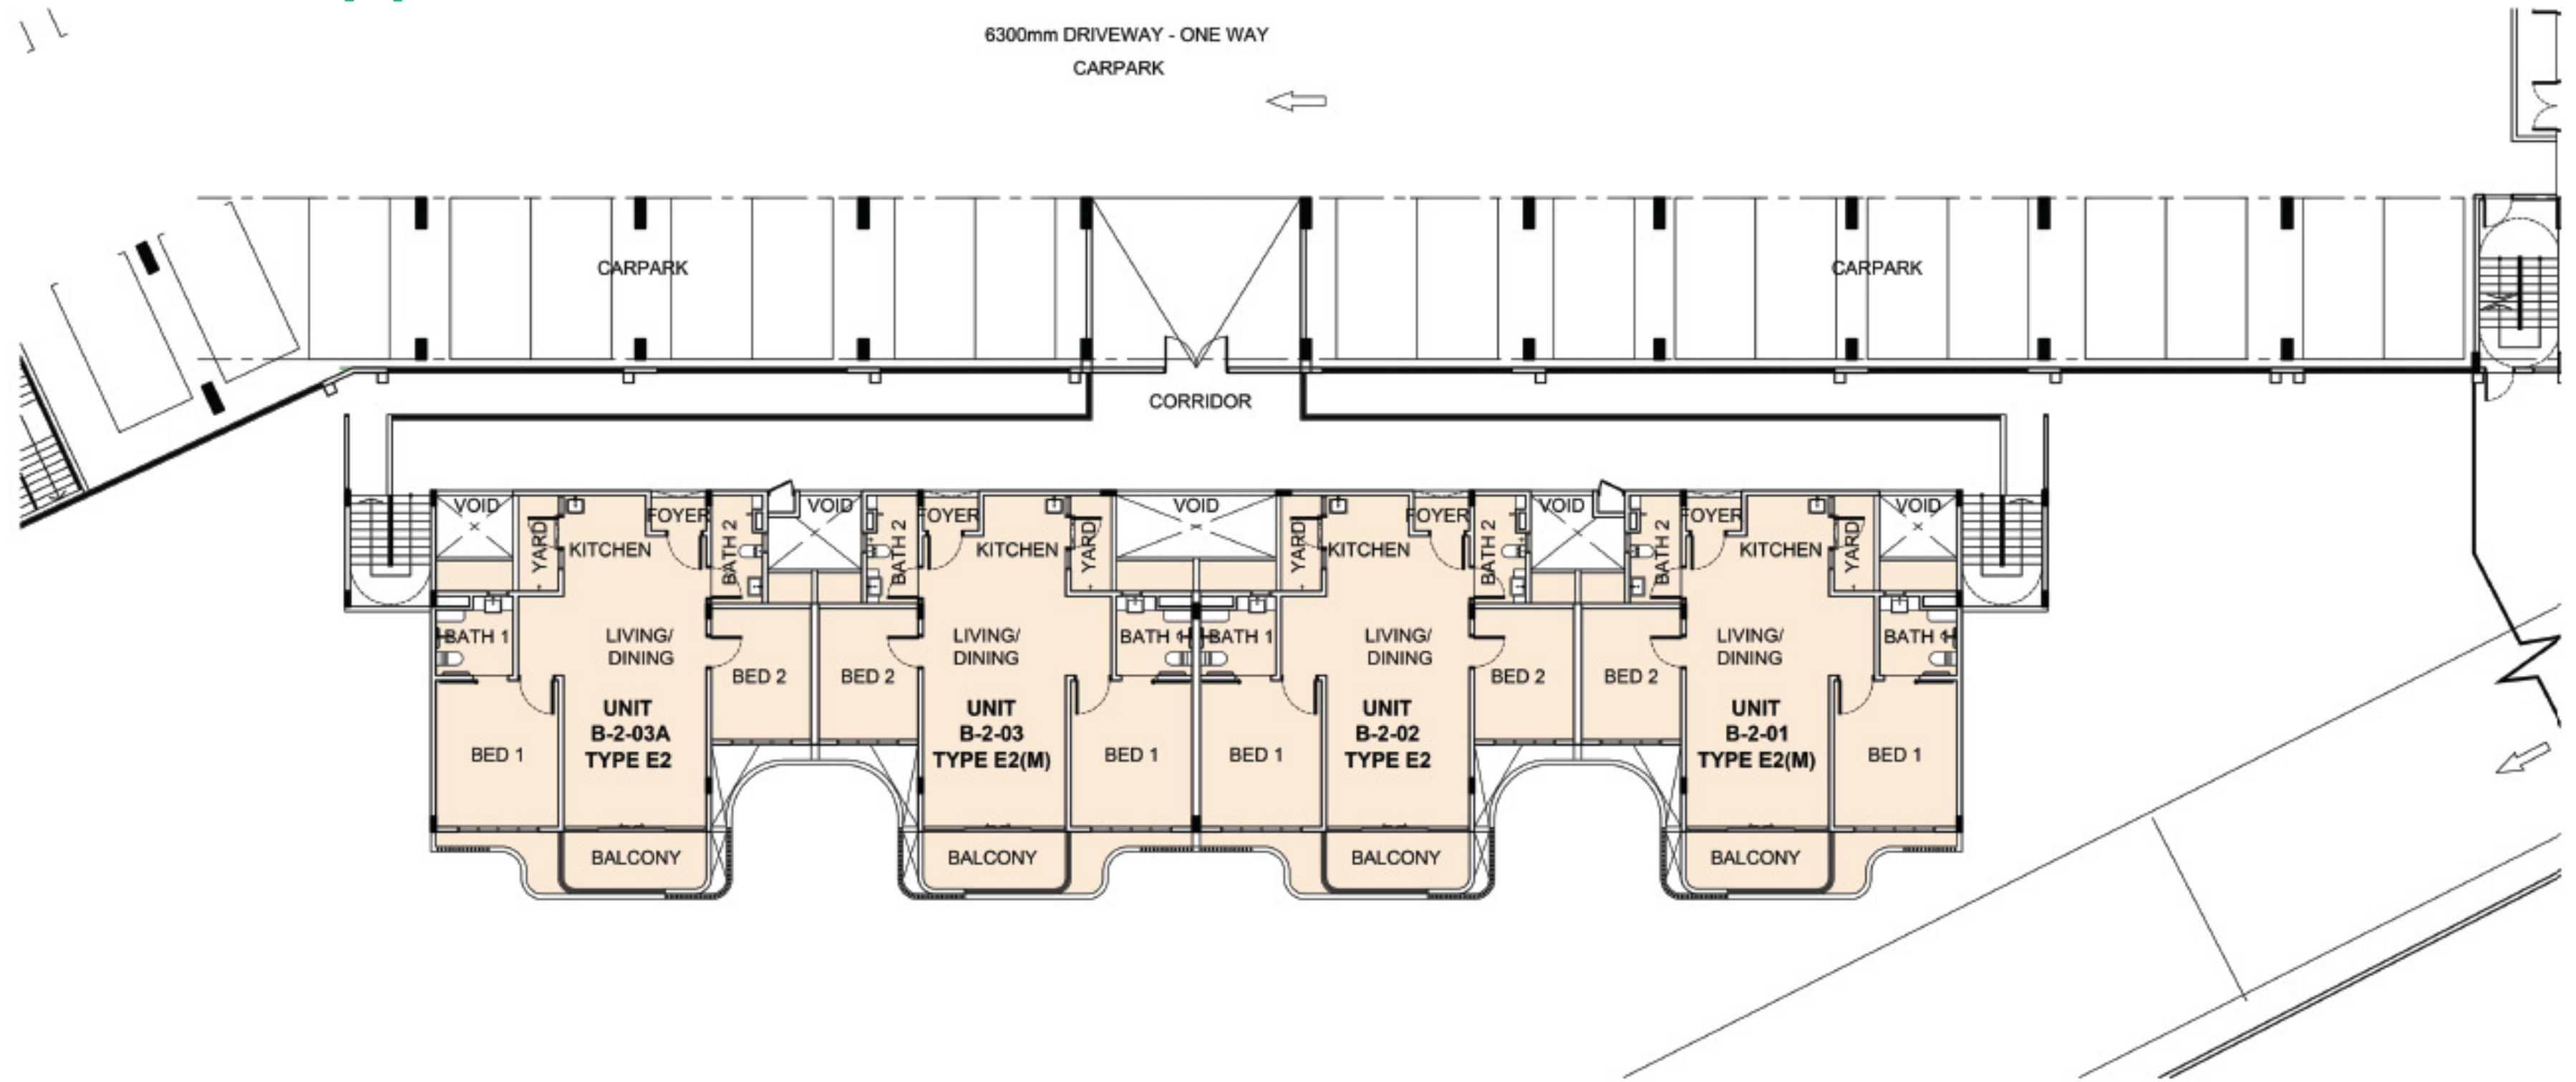 6300mm DRIVEWAY - ONE WAY
CARPARK
CARPARK
CARPARK
CORRIDOR
VOID
VOID
VOID
VOID
VOID
YARD
KITCHEN
FOYER
BATH 2
BATH 2
FOYER
KITCHEN
YARD
YARD
KITCHEN
FOYER
BATH 2
BATH 2
FOYER
KITCHEN
YARD
BATH 1
LIVING/
DINING
BED 2
BED 2
LIVING/
DINING
BATH 1
BATH 1
LIVING/
DINING
BED 2
BED 2
LIVING/
DINING
BATH 1
BED 1
UNIT
B-2-03A
TYPE E2
UNIT
B-2-03
TYPE E2(M)
BED 1
BED 1
UNIT
B-2-02
TYPE E2
UNIT
B-2-01
TYPE E2(M)
BED 1
BALCONY
BALCONY
BALCONY
BALCONY